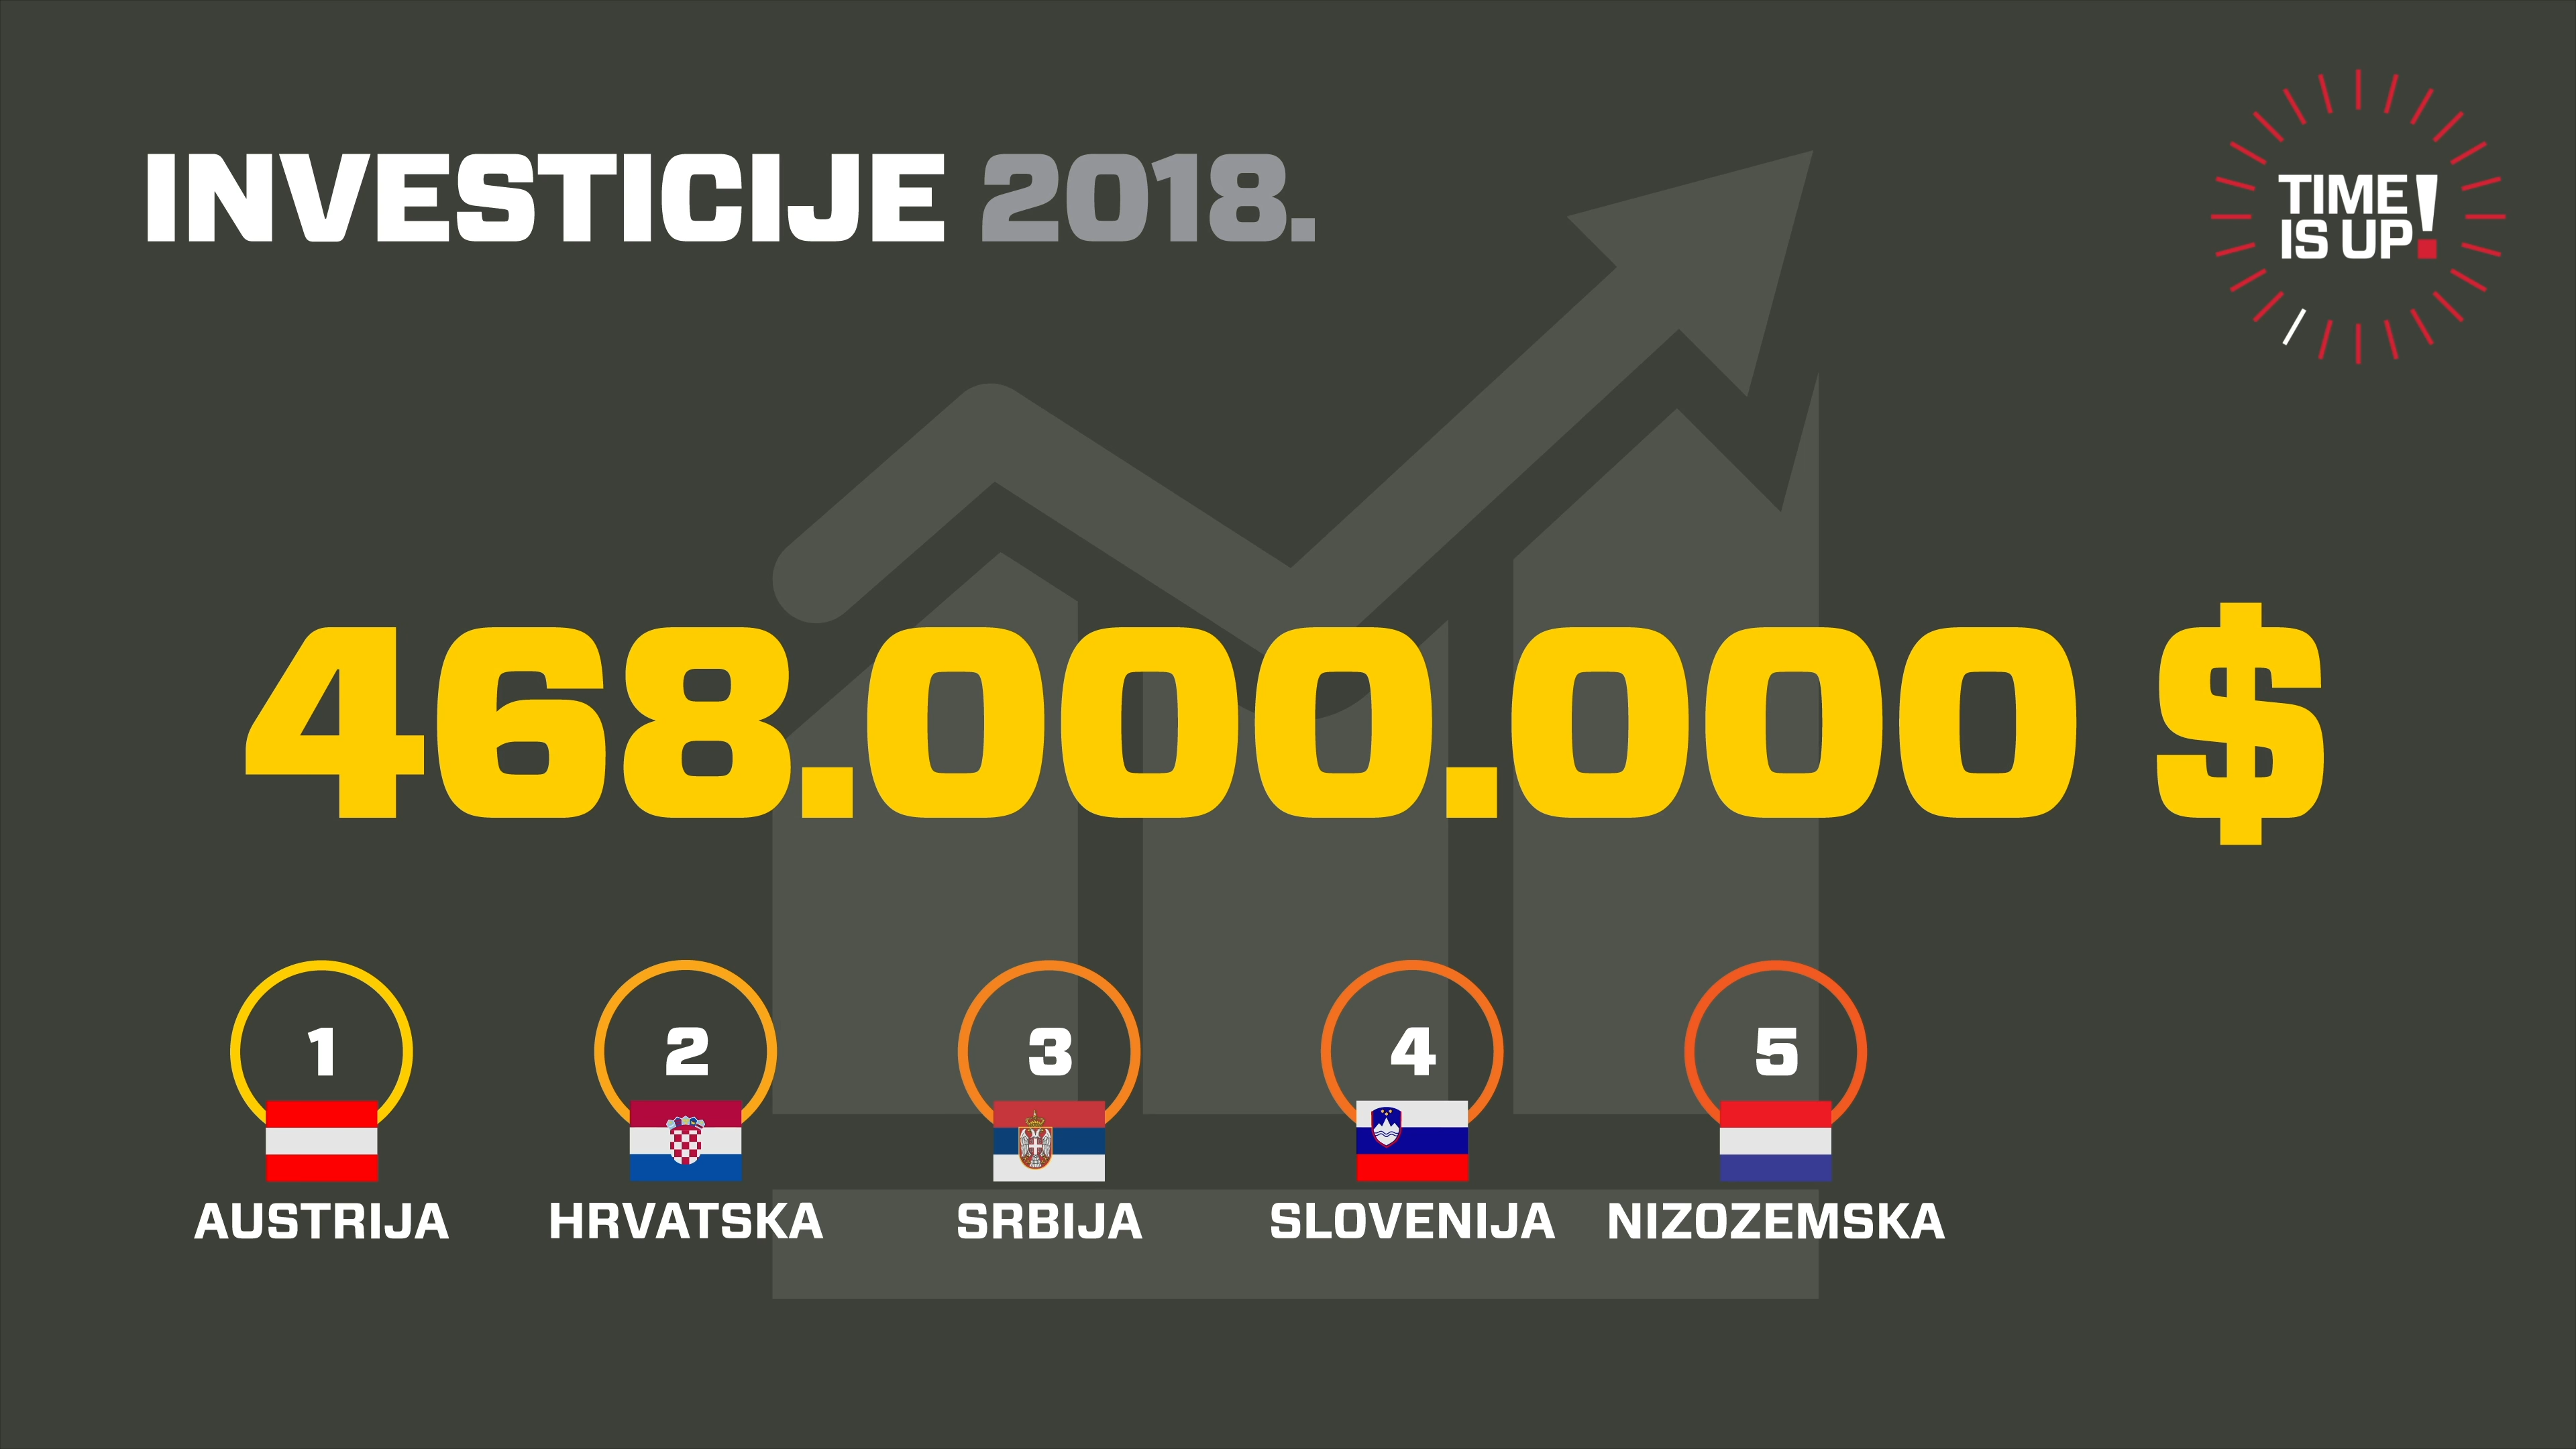 INVESTICIJE 2018.
TIME
IS UP!
468.000.000 $
1
2
3
4
5
AUSTRIJA
HRVATSKA
SRBIJA
SLOVENIJA
NIZOZEMSKA